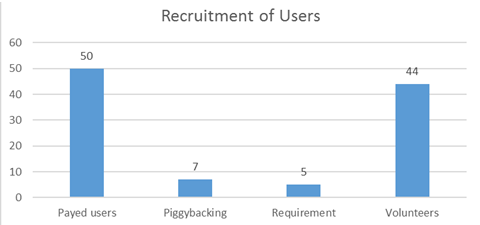 Recruitment of Users
60
50
40
30
20
10
0
50
7
5
44
Payed users
Piggybacking
Requirement
Volunteers